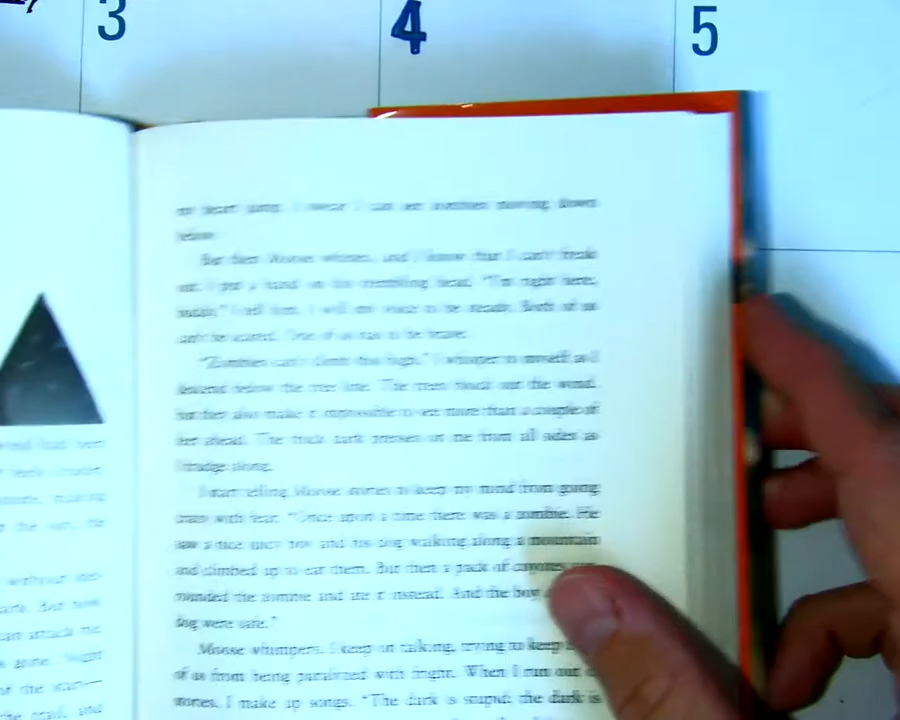 3
4
5
my heart jump. I swear I can see zombies moving down
below.
But then Moose whines, and I know that I can't freak
out. I put a hand on his trembling head. "I'm right here,
buddy," I tell him. I will my voice to be steady. Both of us
can't be scared. One of us has to be brave.
"Zombies can't climb this high," I whisper to myself as I
descend below the tree line. The trees block out the wind,
but they also make it impossible to see more than a couple of
feet ahead. The thick dark presses on me from all sides as
I trudge along.
I start telling Moose stories to keep my mind from going
crazy with fear. "Once upon a time there was a zombie. He
saw a nice juicy boy and his dog walking along a mountain
and climbed up to eat them. But then a pack of coyotes
rounded the zombie and ate it instead. And the boy
dog were safe."
Moose whimpers. I keep on talking, trying to keep
of us from being paralyzed with fright. When I run out
stories, I make up songs. "The dark is stupid; the dark is